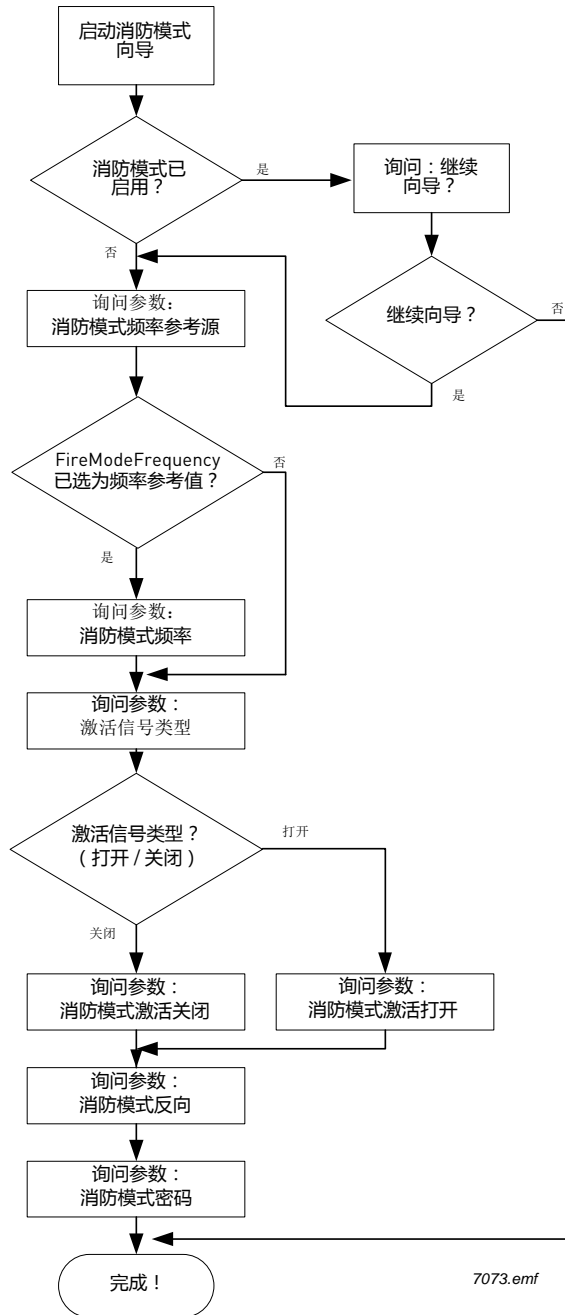 启动消防模式
向导
消防模式已
启用？
是
询问：继续
向导？
否
继续向导？
否
是
询问参数：
消防模式频率参考源
FireModeFrequency
已选为频率参考值？
否
是
询问参数：
消防模式频率
询问参数：
激活信号类型
激活信号类型？
（打开 / 关闭）
打开
关闭
询问参数：
消防模式激活关闭
询问参数：
消防模式激活打开
询问参数：
消防模式反向
询问参数：
消防模式密码
完成！
7073.emf